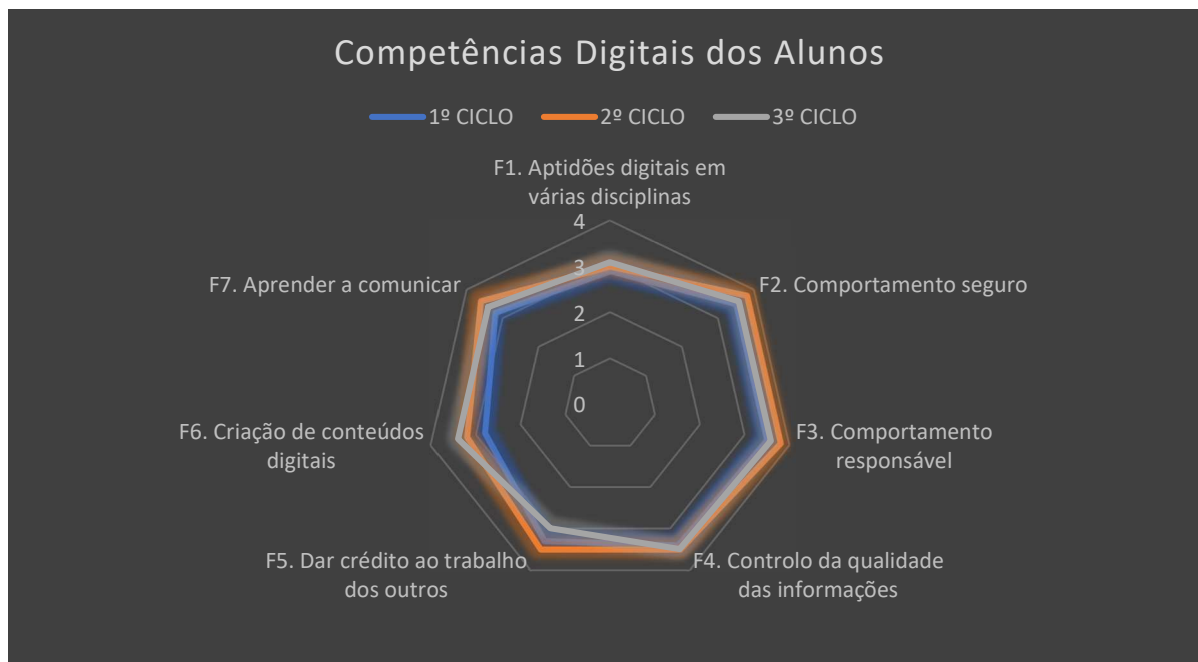 Competências Digitais dos Alunos
1º CICLO 2º CICLO 3º CICLO
F1. Aptidões digitais em
várias disciplinas
4
3
2
1
0
F2. Comportamento seguro
F3. Comportamento
responsável
F4. Controlo da qualidade
das informações
F5. Dar crédito ao trabalho
dos outros
F6. Criação de conteúdos
digitais
F7. Aprender a comunicar